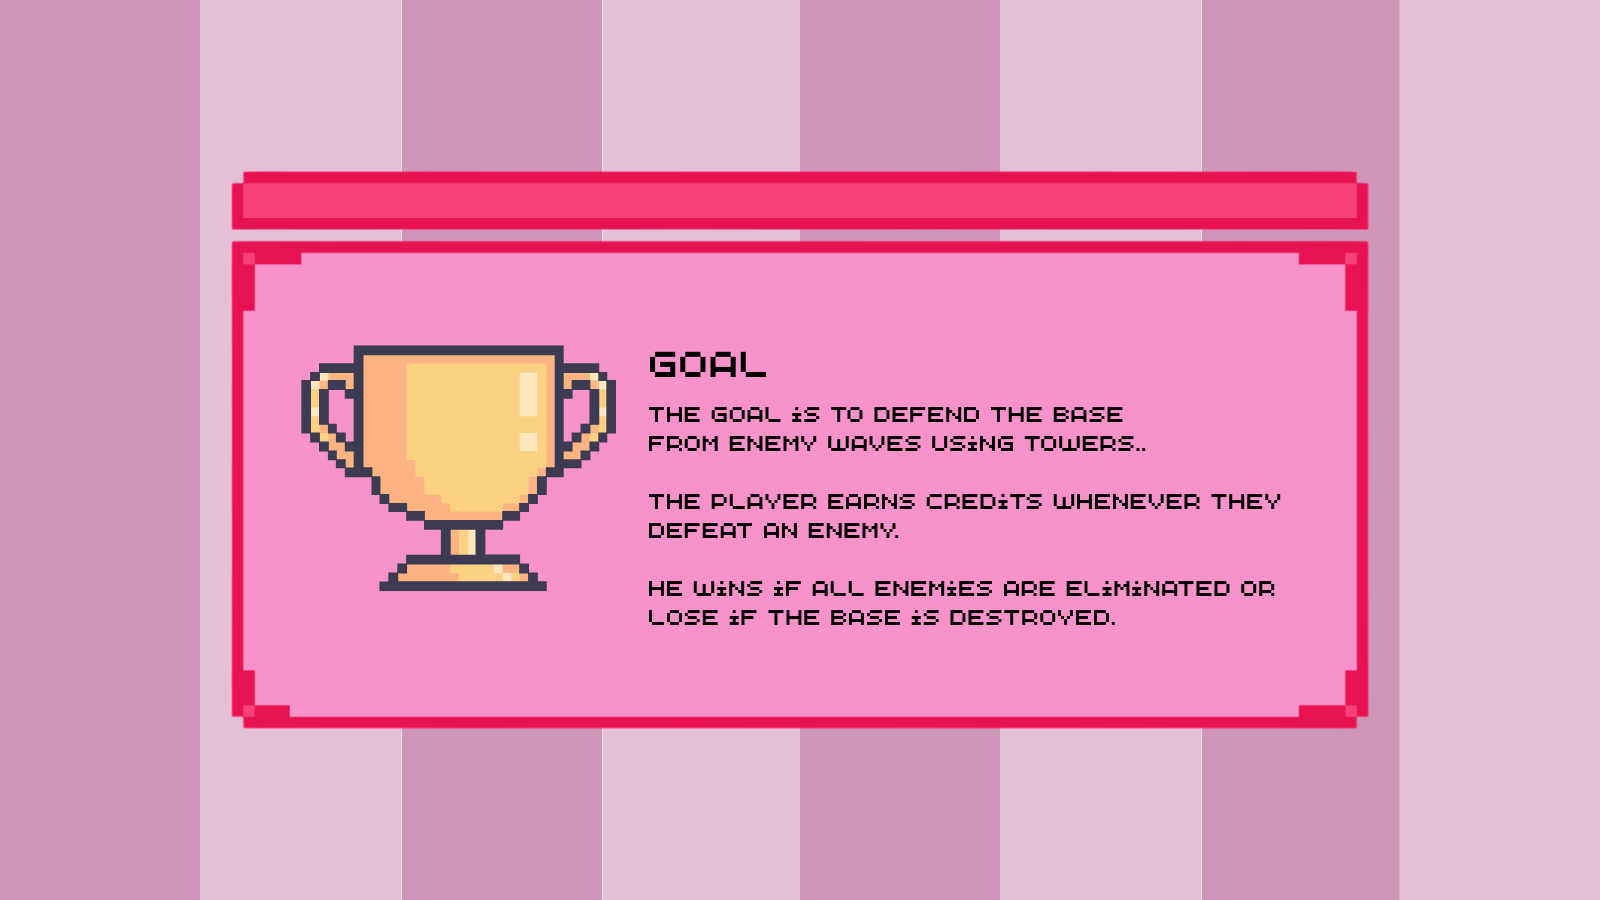 GOAL
THE GOAL iS TO DEFEND THE BASE
FROM ENEMY WAVES USiNG TOWERS..
THE PLAYER EARNS CREDiTS WHENEVER THEY
DEFEAT AN ENEMY.
HE WiNS iF ALL ENEMiES ARE ELiMiNATED OR
LOSE iF THE BASE iS DESTROYED.